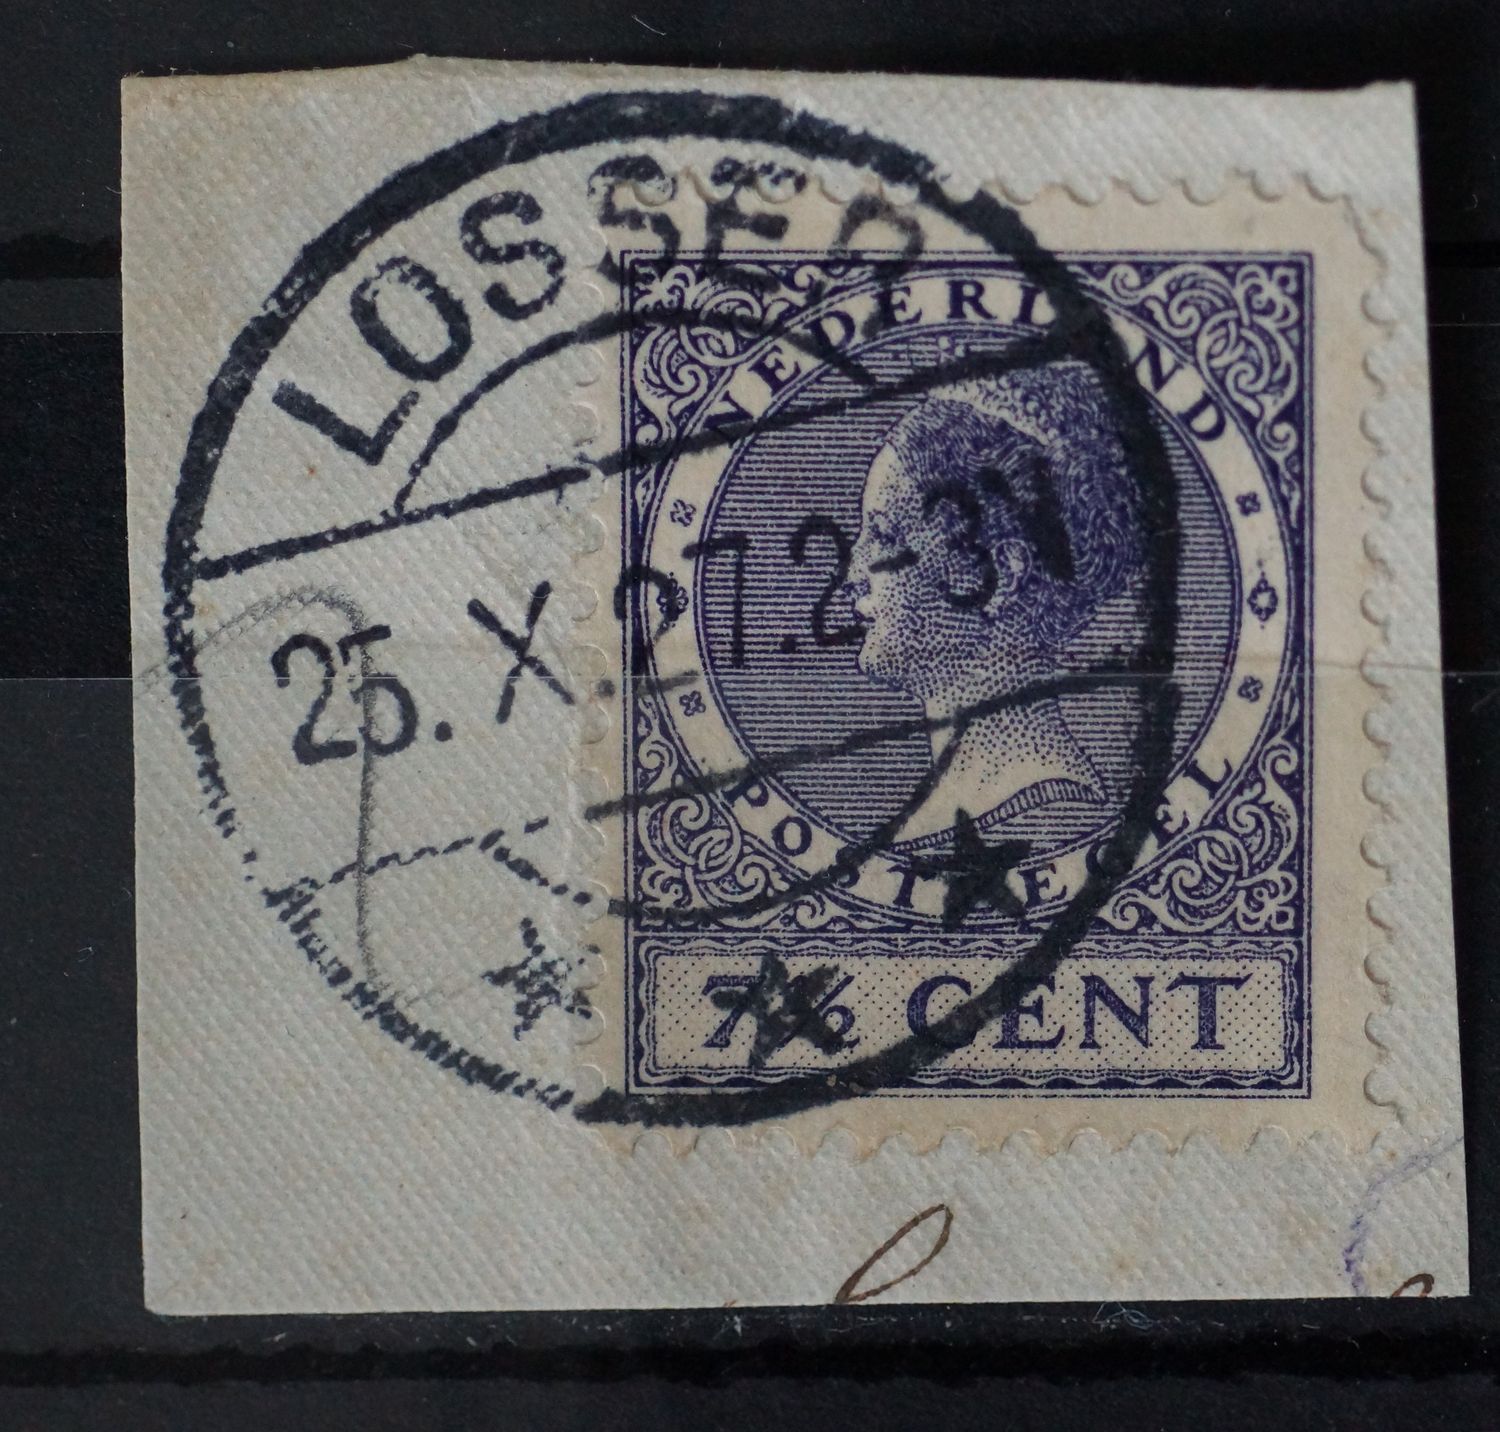 LOSSER
25.X.27.2-3N
NEDERLAND
POSTZEGEL
7½ CENT